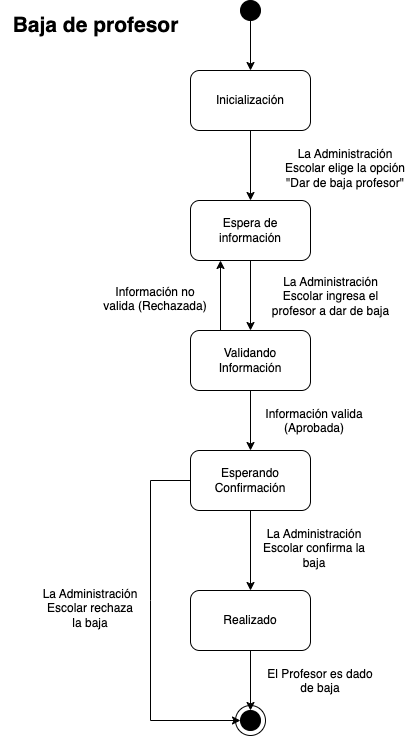 Baja de profesor
Inicialización
La Administración
Escolar elige la opción
"Dar de baja profesor"
Espera de
información
Información no
valida (Rechazada)
La Administración
Escolar ingresa el
profesor a dar de baja
Validando
Información
Información valida
(Aprobada)
Esperando
Confirmación
La Administración
Escolar confirma la
baja
La Administración
Escolar rechaza
la baja
Realizado
El Profesor es dado
de baja